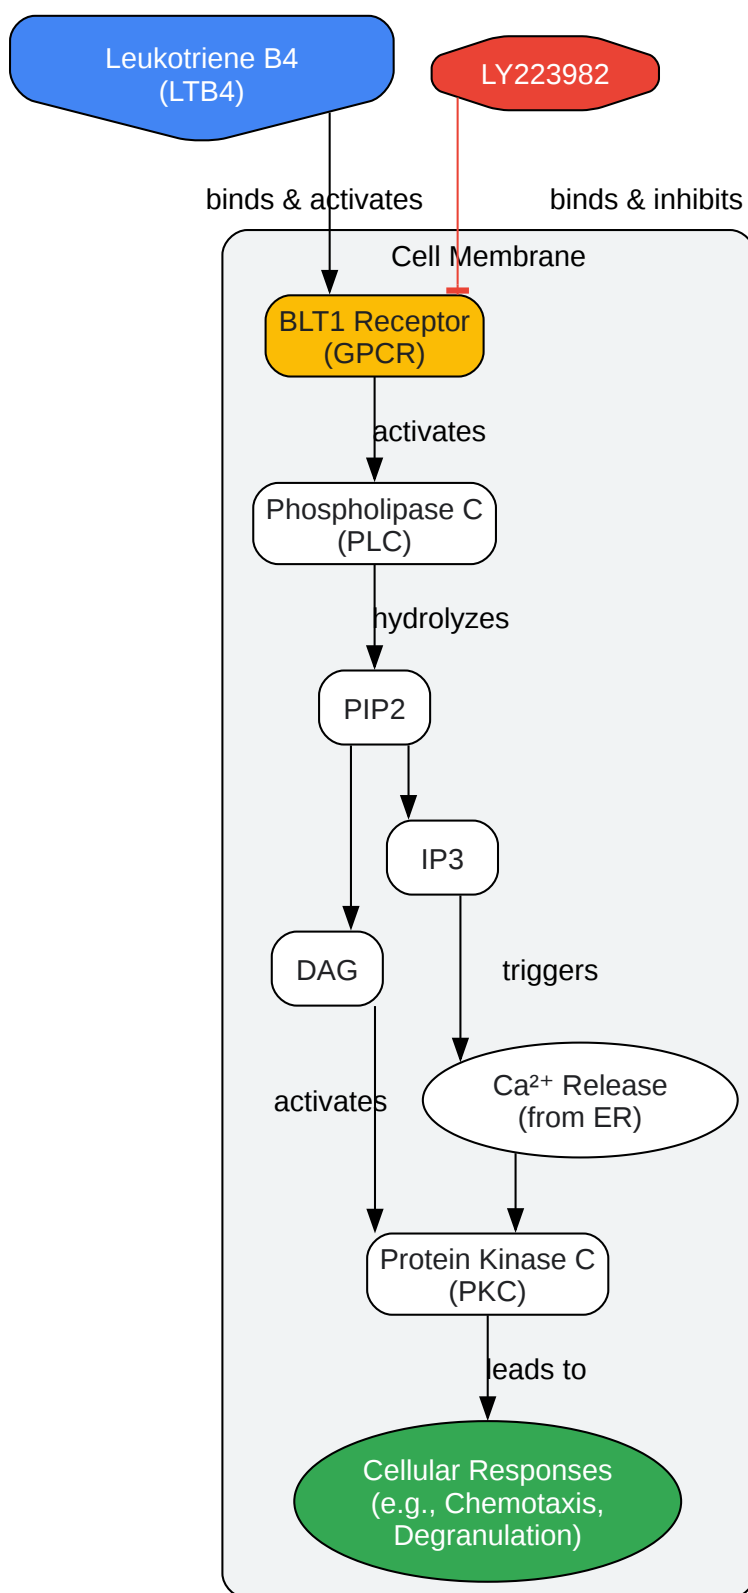 Leukotriene B4
(LTB4)
LY223982
binds & activates
binds & inhibits
Cell Membrane
BLT1 Receptor
(GPCR)
activates
Phospholipase C
(PLC)
hydrolyzes
PIP2
IP3
DAG
triggers
Ca²⁺ Release
(from ER)
activates
Protein Kinase C
(PKC)
leads to
Cellular Responses
(e.g., Chemotaxis,
Degranulation)